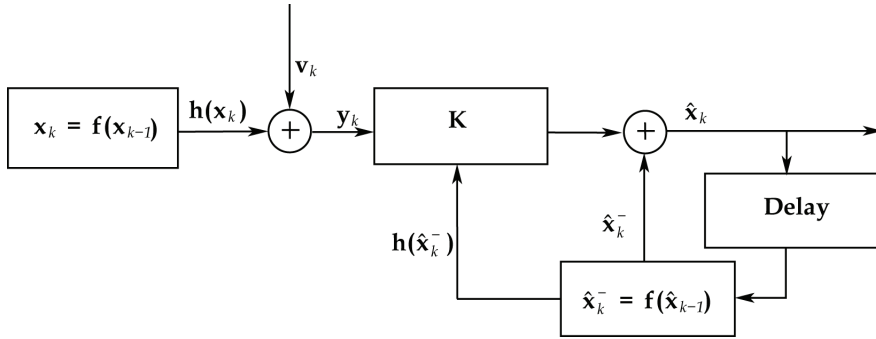 v_k
x_k = f(x_{k-1})
h(x_k)
+
y_k
K
+
x̂_k
Delay
h(x̂_k^-)
x̂_k^-
x̂_k^- = f(x̂_{k-1})